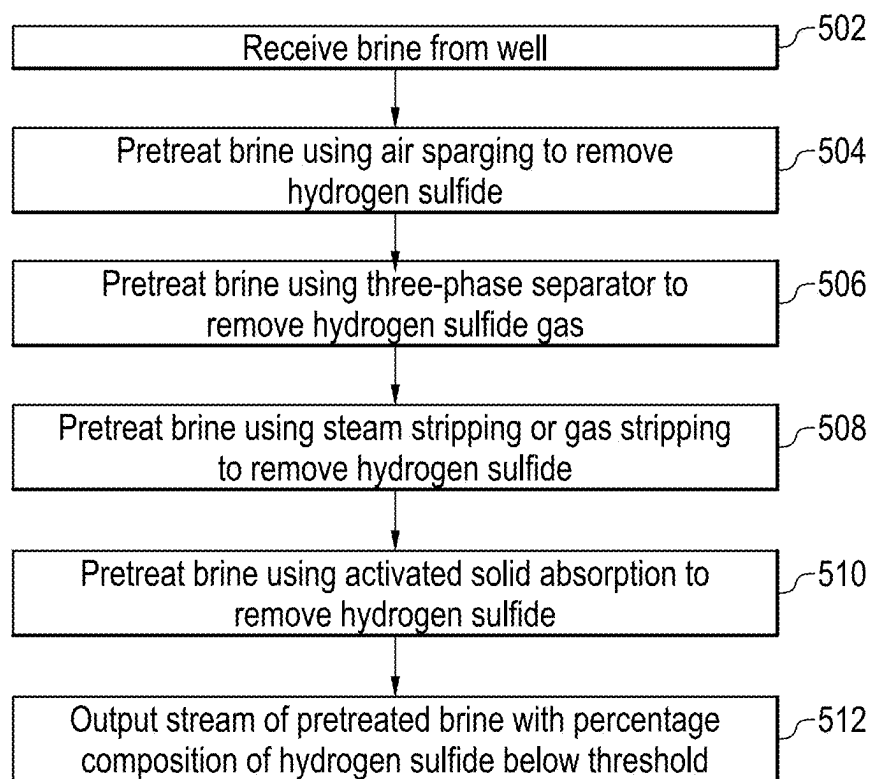 Receive brine from well
502
Pretreat brine using air sparging to remove
hydrogen sulfide
504
Pretreat brine using three-phase separator to
remove hydrogen sulfide gas
506
Pretreat brine using steam stripping or gas stripping
to remove hydrogen sulfide
508
Pretreat brine using activated solid absorption to
remove hydrogen sulfide
510
Output stream of pretreated brine with percentage
composition of hydrogen sulfide below threshold
512